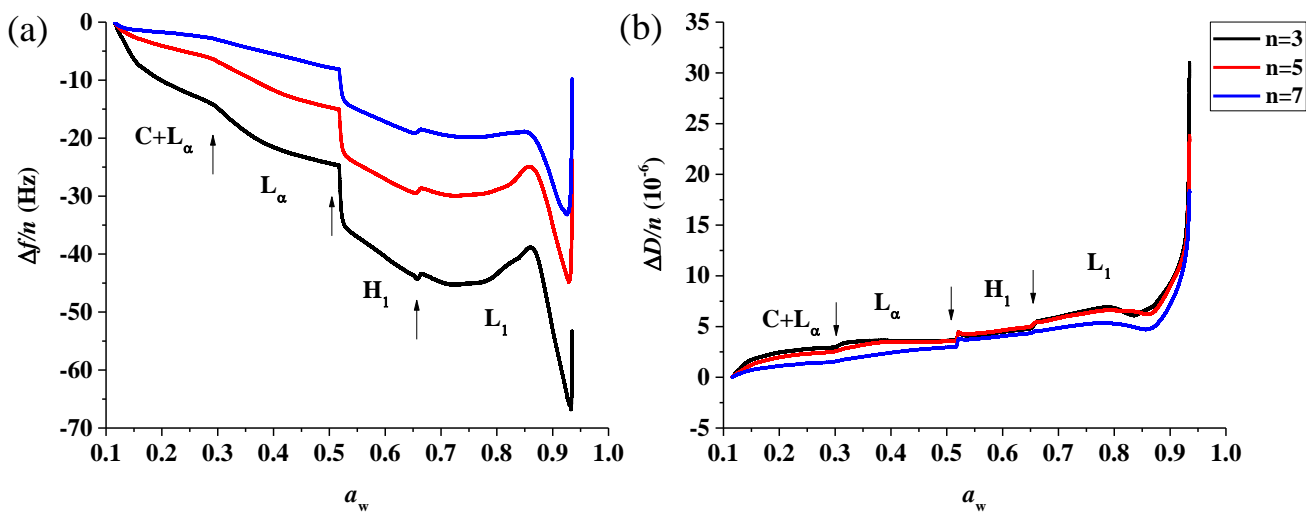 (a)
Δf/n (Hz)
0
-10
-20
-30
-40
-50
-60
-70
C+Lα
Lα
H1
L1
0.1 0.2 0.3 0.4 0.5 0.6 0.7 0.8 0.9 1.0
aw
(b)
ΔD/n (10-6)
35
30
25
20
15
10
5
0
-5
C+Lα
Lα
H1
L1
0.1 0.2 0.3 0.4 0.5 0.6 0.7 0.8 0.9 1.0
aw
n=3
n=5
n=7